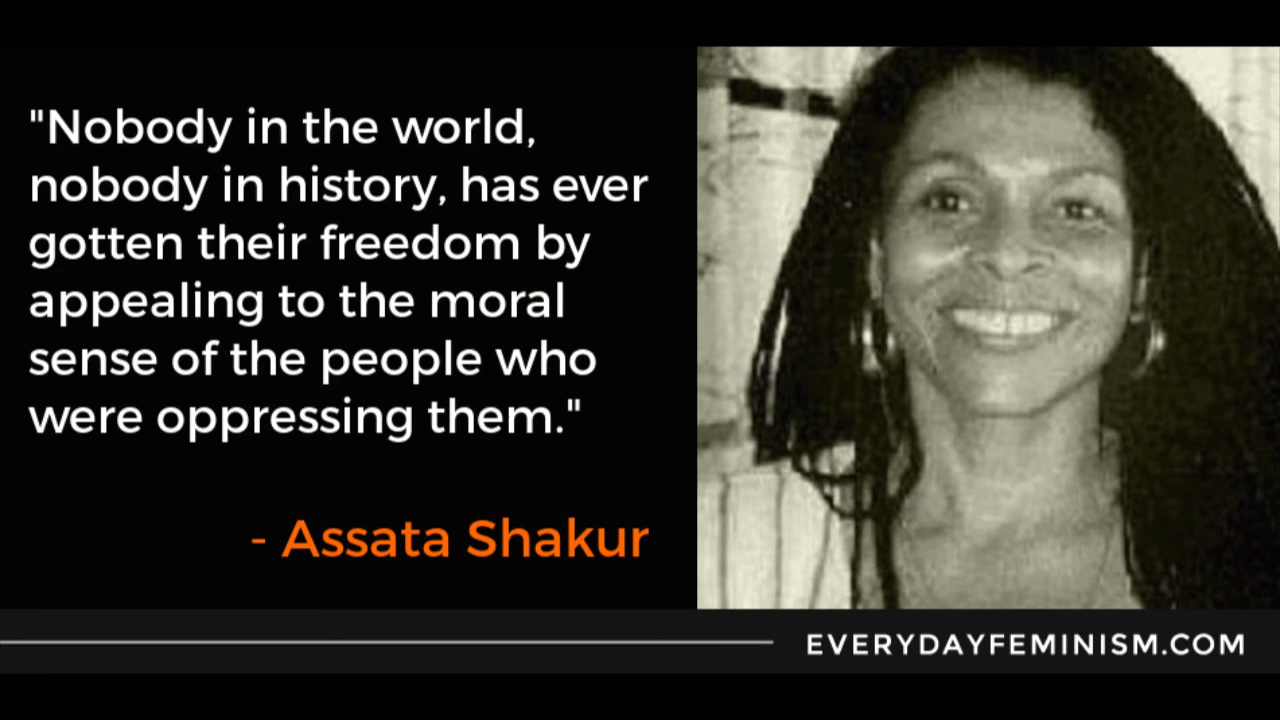 "Nobody in the world,
nobody in history, has ever
gotten their freedom by
appealing to the moral
sense of the people who
were oppressing them."
- Assata Shakur
EVERYDAYFEMINISM.COM